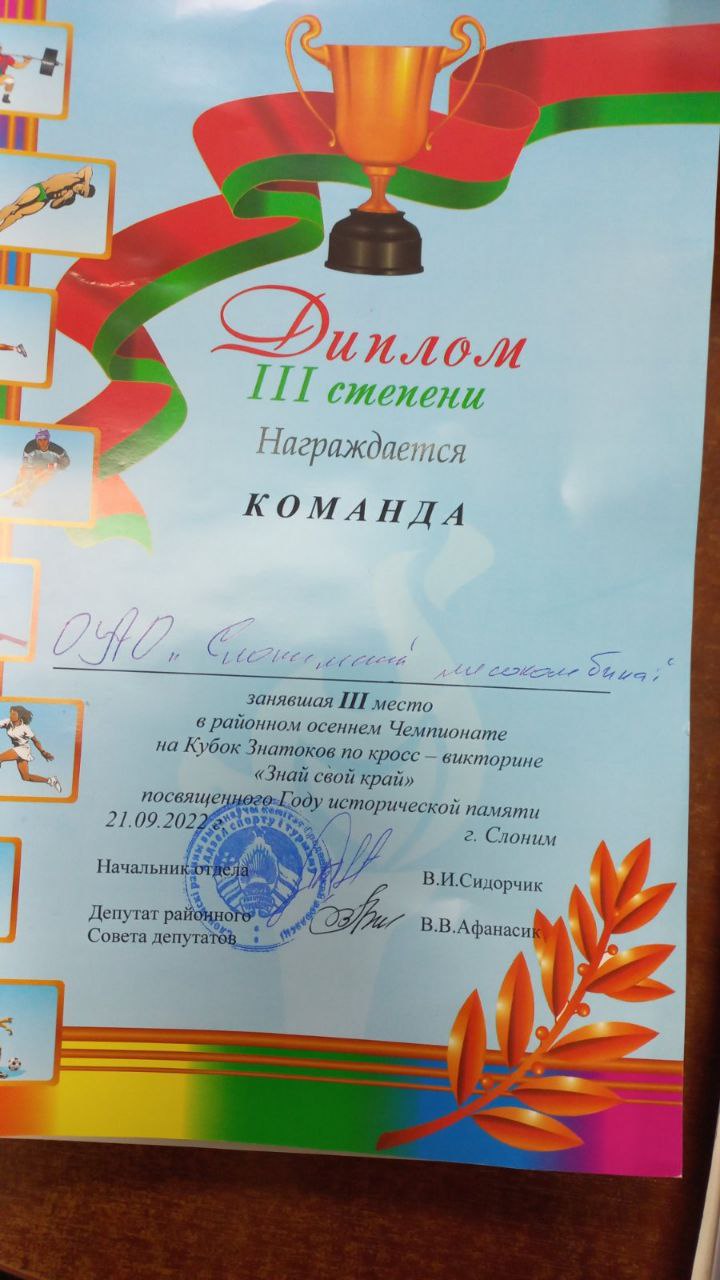 Диплом
III степени
Награждается
КОМАНДА
ОУАО „Слонимский мясокомбинат“
занявшая III место
в районном осеннем Чемпионате
на Кубок Знатоков по кросс – викторине
«Знай свой край»
посвященного Году исторической памяти
21.09.2022 г.
г. Слоним
Начальник отдела
В.И.Сидорчик
Депутат районного
Совета депутатов
В.В.Афанасик